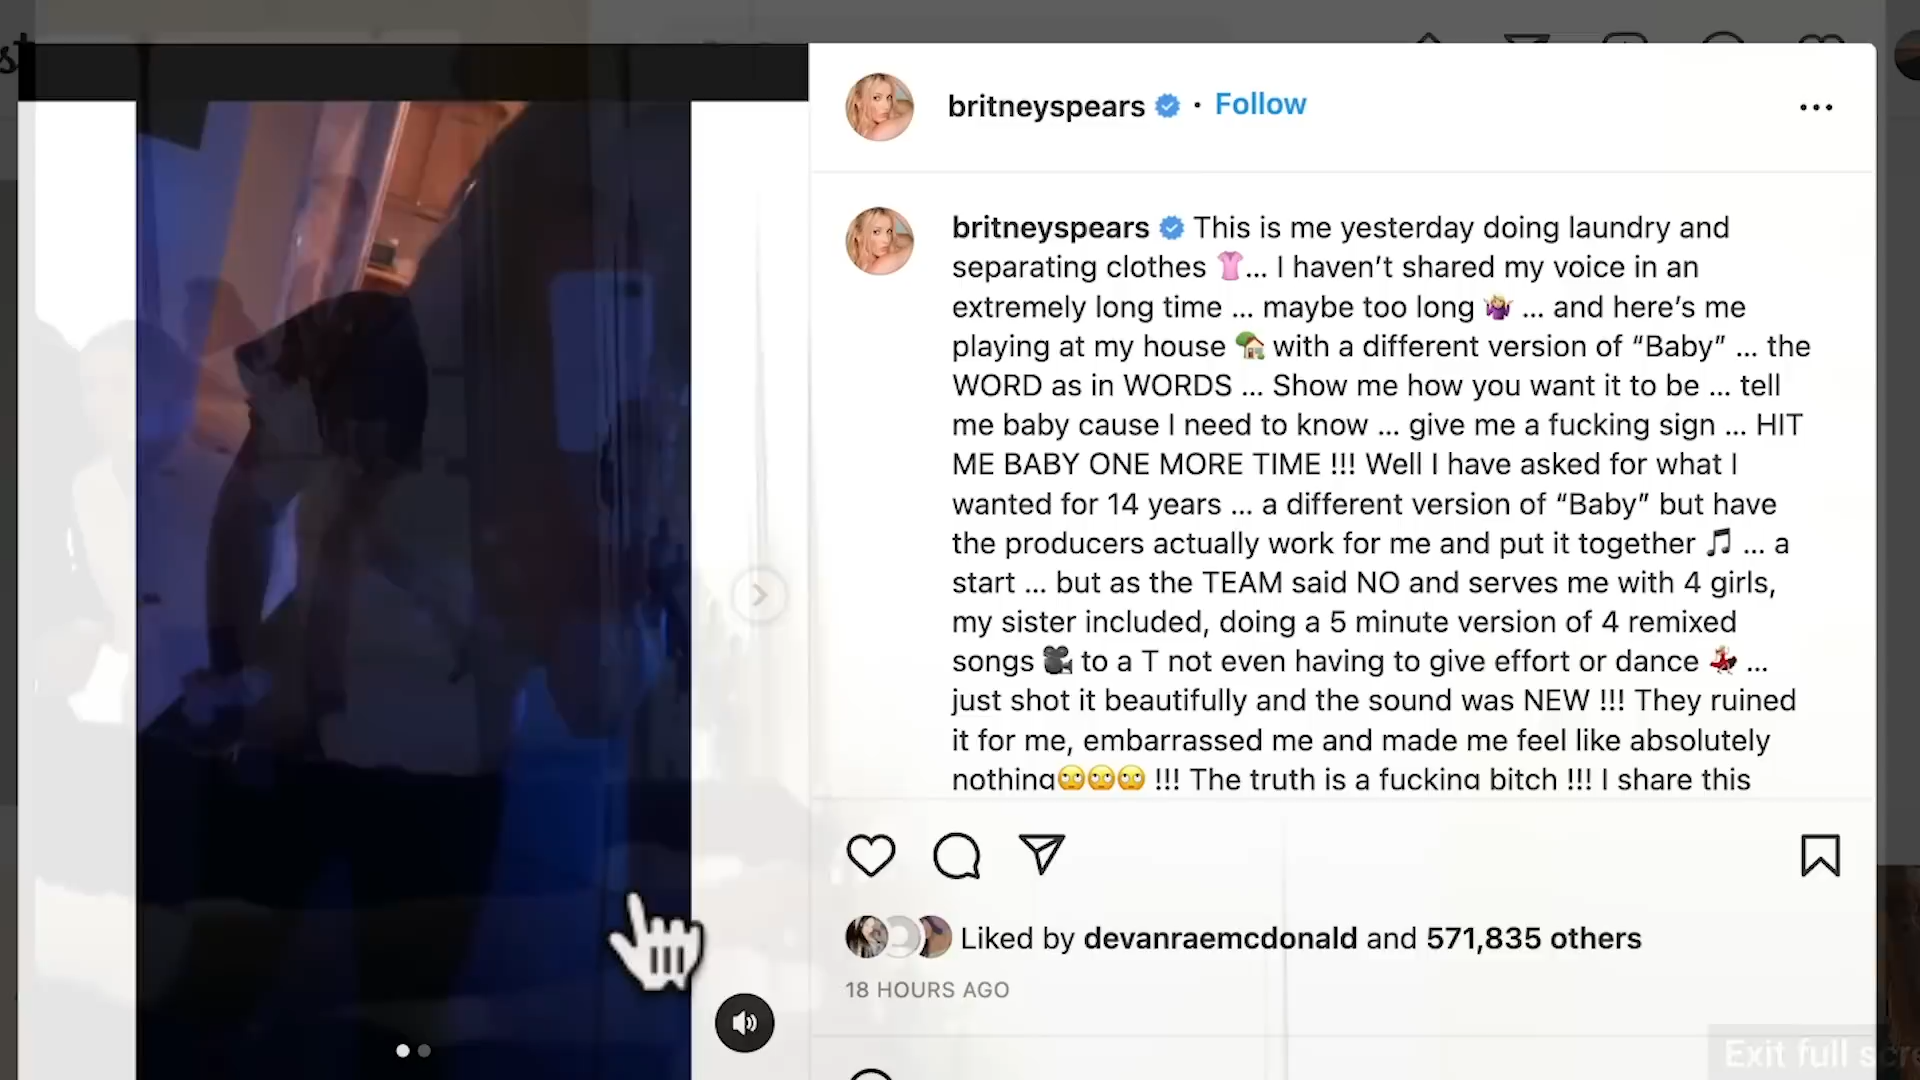 britneyspears • Follow
britneyspears This is me yesterday doing laundry and
separating clothes 👚... I haven't shared my voice in an
extremely long time ... maybe too long 🤷🏼‍♀️ ... and here's me
playing at my house 🏡 with a different version of “Baby” ... the
WORD as in WORDS ... Show me how you want it to be ... tell
me baby cause I need to know ... give me a fucking sign ... HIT
ME BABY ONE MORE TIME !!! Well I have asked for what I
wanted for 14 years ... a different version of “Baby” but have
the producers actually work for me and put it together 🎵 ... a
start ... but as the TEAM said NO and serves me with 4 girls,
my sister included, doing a 5 minute version of 4 remixed
songs 🎥 to a T not even having to give effort or dance 💃🏻 ...
just shot it beautifully and the sound was NEW !!! They ruined
it for me, embarrassed me and made me feel like absolutely
nothing🙄🙄🙄 !!! The truth is a fucking bitch !!! I share this
Liked by devanraemcdonald and 571,835 others
18 HOURS AGO
Exit full